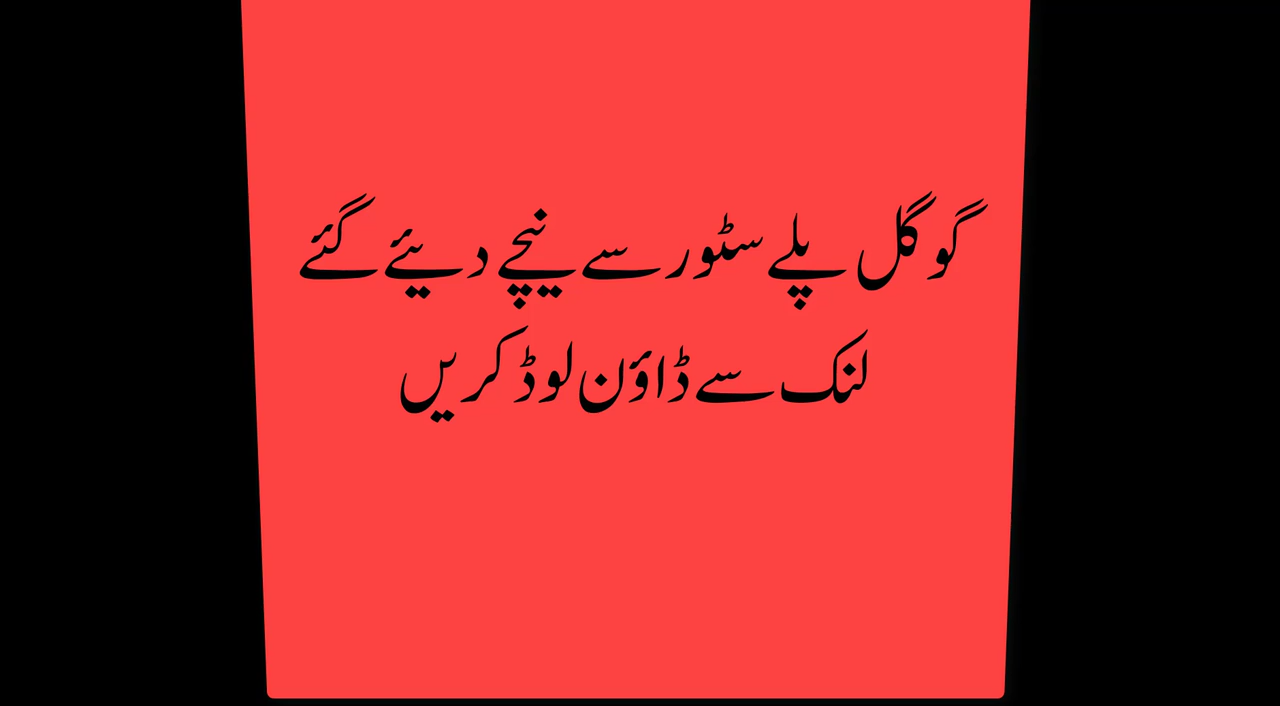 گوگل پلے سٹور سے نیچے دیئے گئے
لنک سے ڈاؤن لوڈ کریں